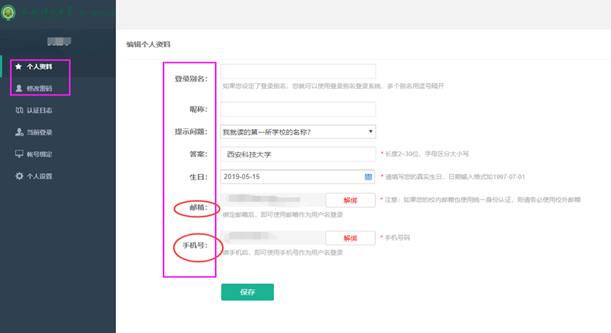 编辑个人资料
个人资料
修改密码
认证日志
当前登录
帐号绑定
个人设置
登录别名：
如果您设定了登录别名，您就可以使用登录别名登录系统，多个别名用逗号隔开
昵称：
提示问题： 我就读的第一所学校的名称？
答案： 西安科技大学 * 长度2~30位，字母区分大小写
生日： 2019-05-15 * 请填写您的真实生日，日期输入格式如1997-07-01
邮箱： 解绑 * 注意：如果您的校内邮箱也使用统一身份认证，则请务必使用校外邮箱
绑定邮箱后，即可使用邮箱作为用户名登录
手机号： 解绑 * 手机号码
绑手机后，即可使用手机号作为用户名登录
保存